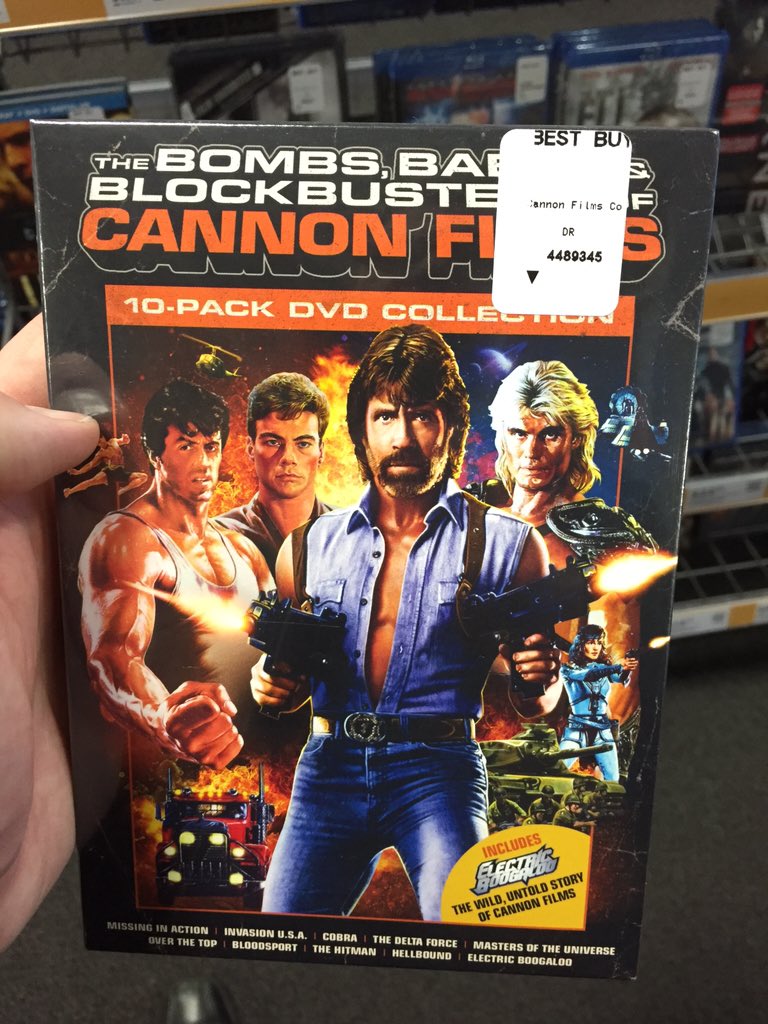 BEST BUY
Cannon Films Co
DR
4489345
THE BOMBS, BA &
BLOCKBUSTE F
CANNON FI S
10-PACK DVD COLLECTION
INCLUDES
ELECTRIC
BOOGALOO
THE WILD, UNTOLD STORY
OF CANNON FILMS
MISSING IN ACTION | INVASION U.S.A. | COBRA | THE DELTA FORCE | MASTERS OF THE UNIVERSE
OVER THE TOP | BLOODSPORT | THE HITMAN | HELLBOUND | ELECTRIC BOOGALOO